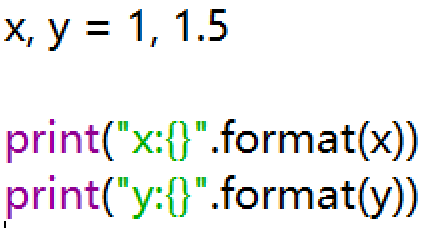 x, y = 1, 1.5
print("x:{}".format(x))
print("y:{}".format(y))